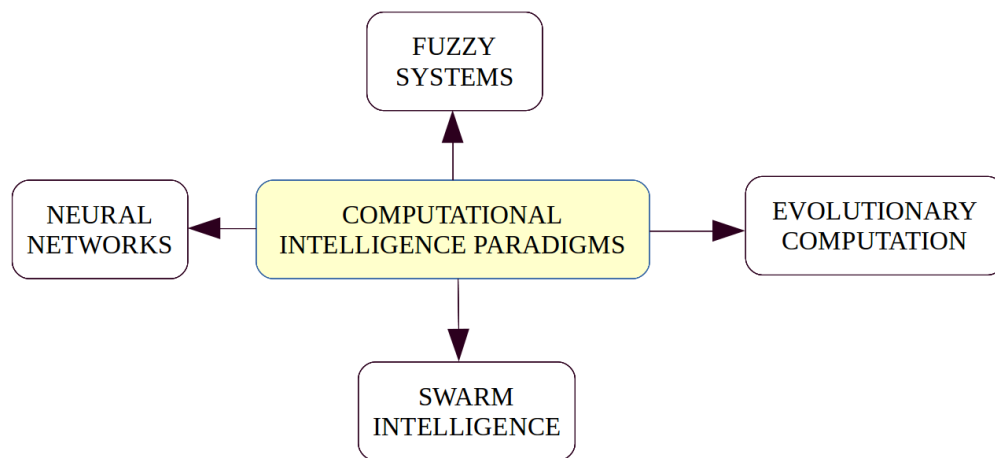 FUZZY
SYSTEMS
NEURAL
NETWORKS
COMPUTATIONAL
INTELLIGENCE PARADIGMS
EVOLUTIONARY
COMPUTATION
SWARM
INTELLIGENCE